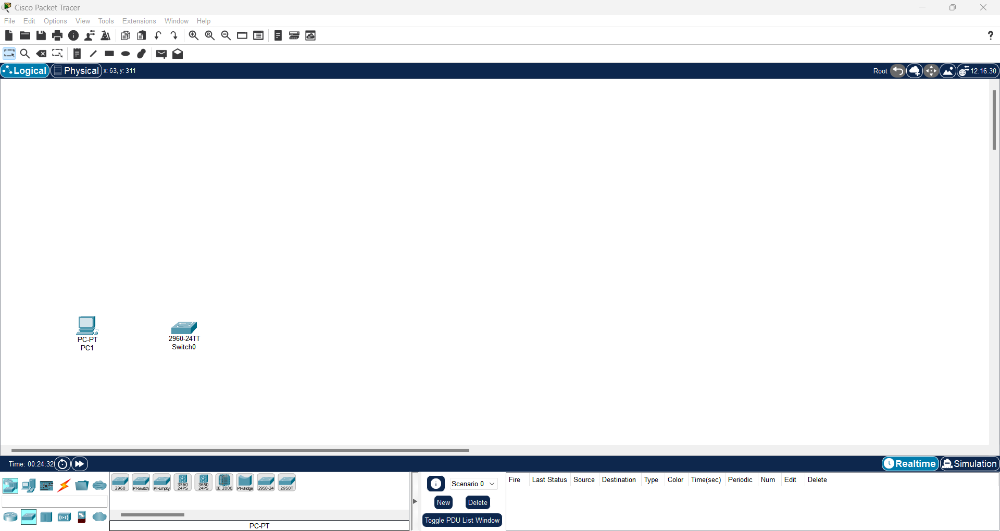 Cisco Packet Tracer
File Edit Options View Tools Extensions Window Help
Logical Physical x: 63, y: 311 Root 12:16:30
PC-PT
PC1
2960-24TT
Switch0
Time: 00:24:32 Realtime Simulation
2960 PT-Switch PT-Empty 3560 24PS 3650 24PS IE 2000 PT-Bridge 2950-24 2950T
PC-PT
Scenario 0
New Delete
Toggle PDU List Window
Fire Last Status Source Destination Type Color Time(sec) Periodic Num Edit Delete